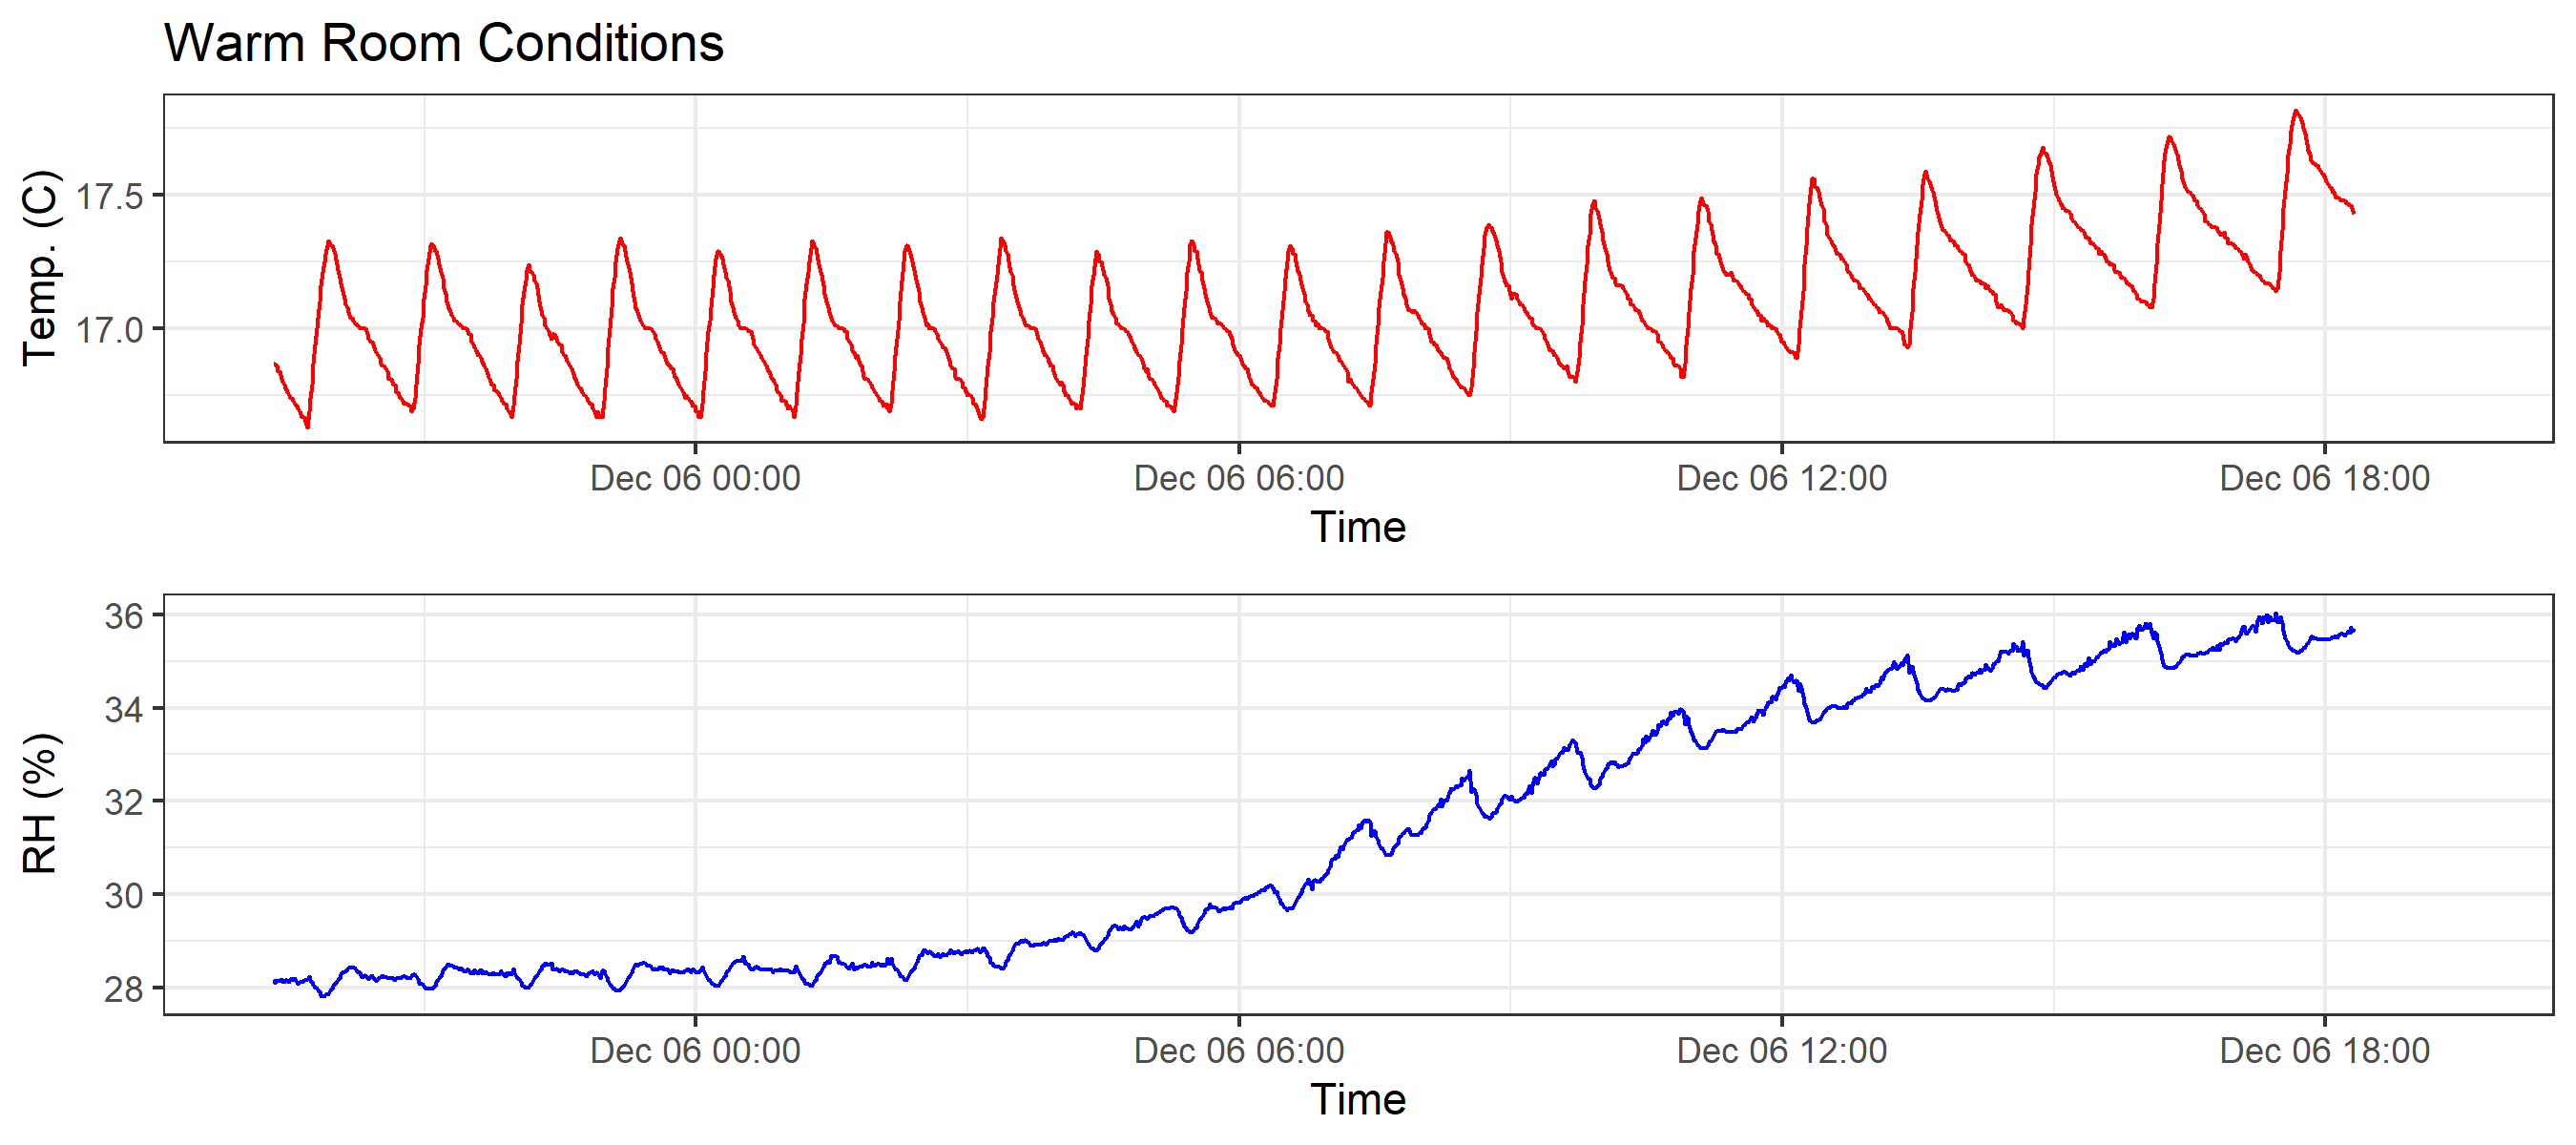 Warm Room Conditions
Temp. (C)
17.5
17.0
Dec 06 00:00 Dec 06 06:00 Dec 06 12:00 Dec 06 18:00
Time
RH (%)
36
34
32
30
28
Dec 06 00:00 Dec 06 06:00 Dec 06 12:00 Dec 06 18:00
Time